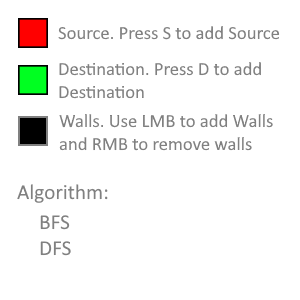 Source. Press S to add Source
Destination. Press D to add
Destination
Walls. Use LMB to add Walls
and RMB to remove walls
Algorithm:
BFS
DFS